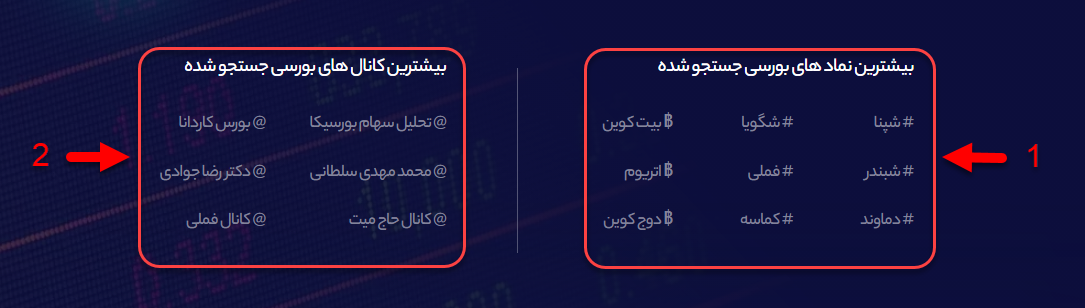 بیشترین نماد های بورسی جستجو شده
# شپنا
# شگویا
฿ بیت کوین
# شبندر
# فملی
฿ اتریوم
# دماوند
# کماسه
฿ دوج کوین
1
بیشترین کانال های بورسی جستجو شده
@ تحلیل سهام بورسیکا
@ بورس کاردانا
@ محمد مهدی سلطانی
@ دکتر رضا جوادی
@ کانال حاج میت
@ کانال فملی
2